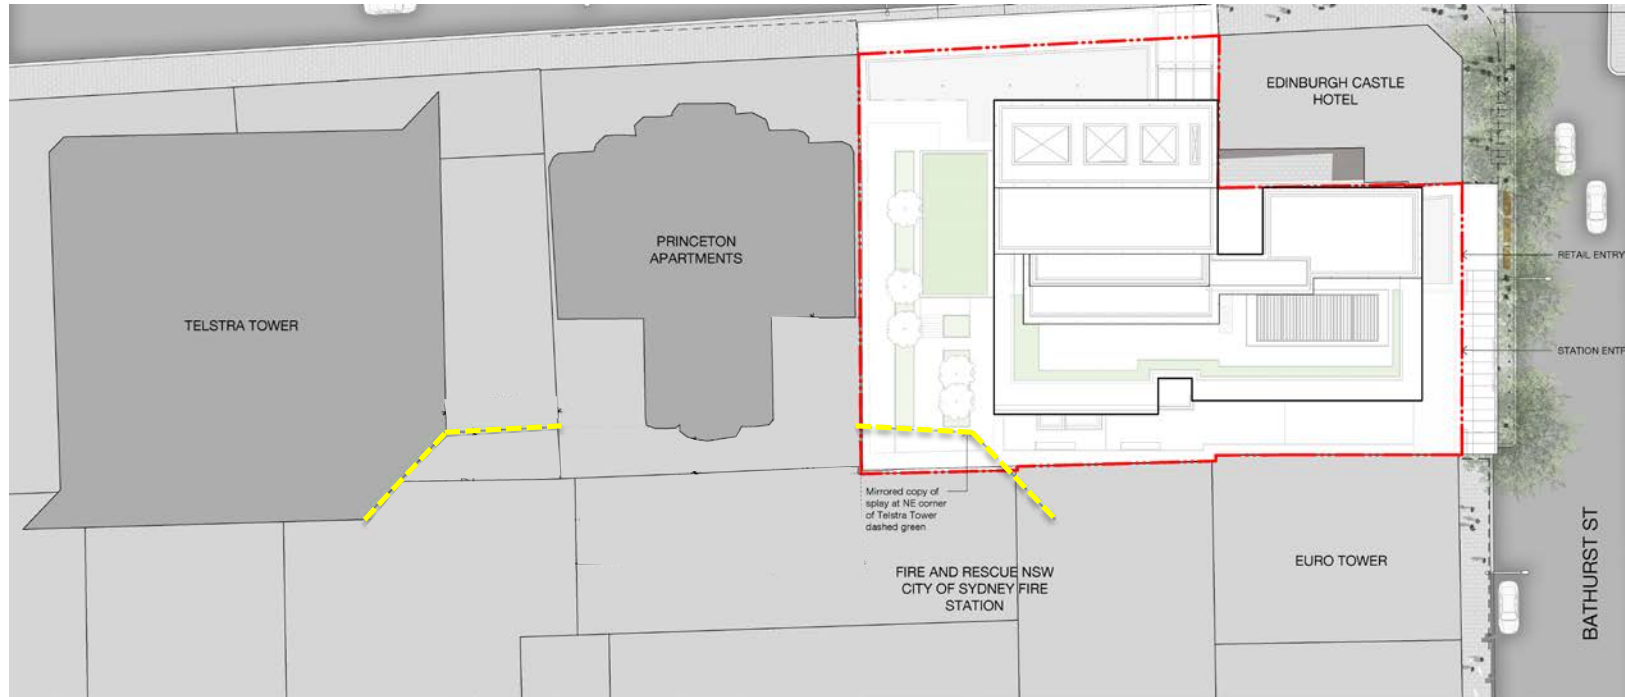 EDINBURGH CASTLE
HOTEL
PRINCETON
APARTMENTS
RETAIL ENTRY
TELSTRA TOWER
STATION ENTR
Mirrored copy of
splay at NE corner
of Telstra Tower
dashed green
FIRE AND RESCUE NSW
CITY OF SYDNEY FIRE
STATION
EURO TOWER
BATHURST ST